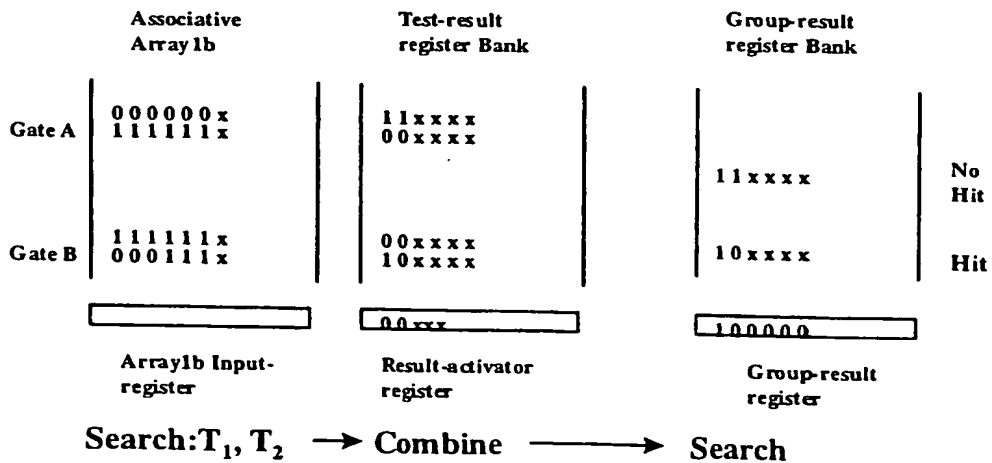 Associative
Array1b
Test-result
register Bank
Group-result
register Bank
Gate A
0 0 0 0 0 0 x
1 1 1 1 1 1 x
1 1 x x x x
0 0 x x x x
1 1 x x x x
No
Hit
Gate B
1 1 1 1 1 1 x
0 0 0 1 1 1 x
0 0 x x x x
1 0 x x x x
1 0 x x x x
Hit
0 0 x x x
1 0 0 0 0 0
Array1b Input-
register
Result-activator
register
Group-result
register
Search:T₁, T₂ → Combine → Search